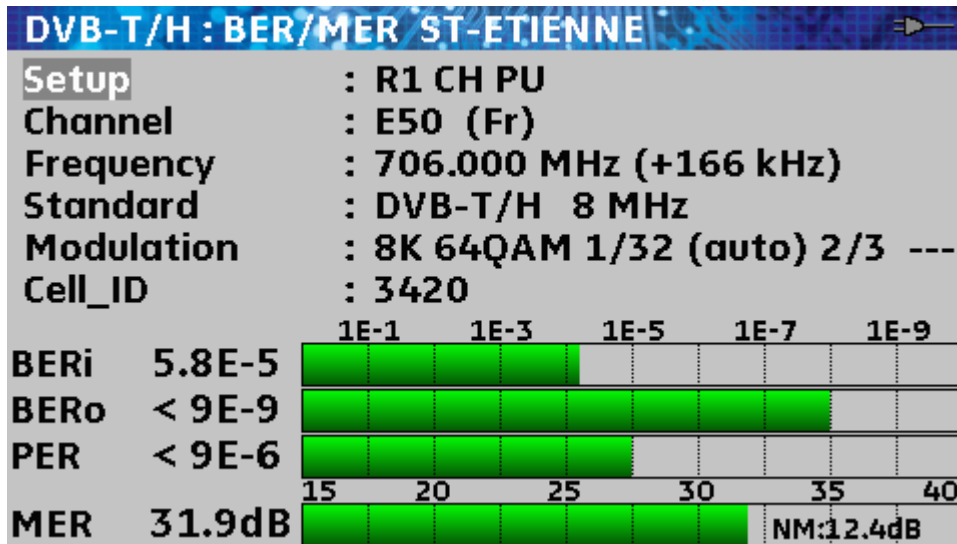 DVB-T/H : BER/MER ST-ETIENNE
Setup : R1 CH PU
Channel : E50 (Fr)
Frequency : 706.000 MHz (+166 kHz)
Standard : DVB-T/H 8 MHz
Modulation : 8K 64QAM 1/32 (auto) 2/3 ---
Cell_ID : 3420
1E-1 1E-3 1E-5 1E-7 1E-9
BERi 5.8E-5
BERo < 9E-9
PER < 9E-6
15 20 25 30 35 40
MER 31.9dB NM:12.4dB